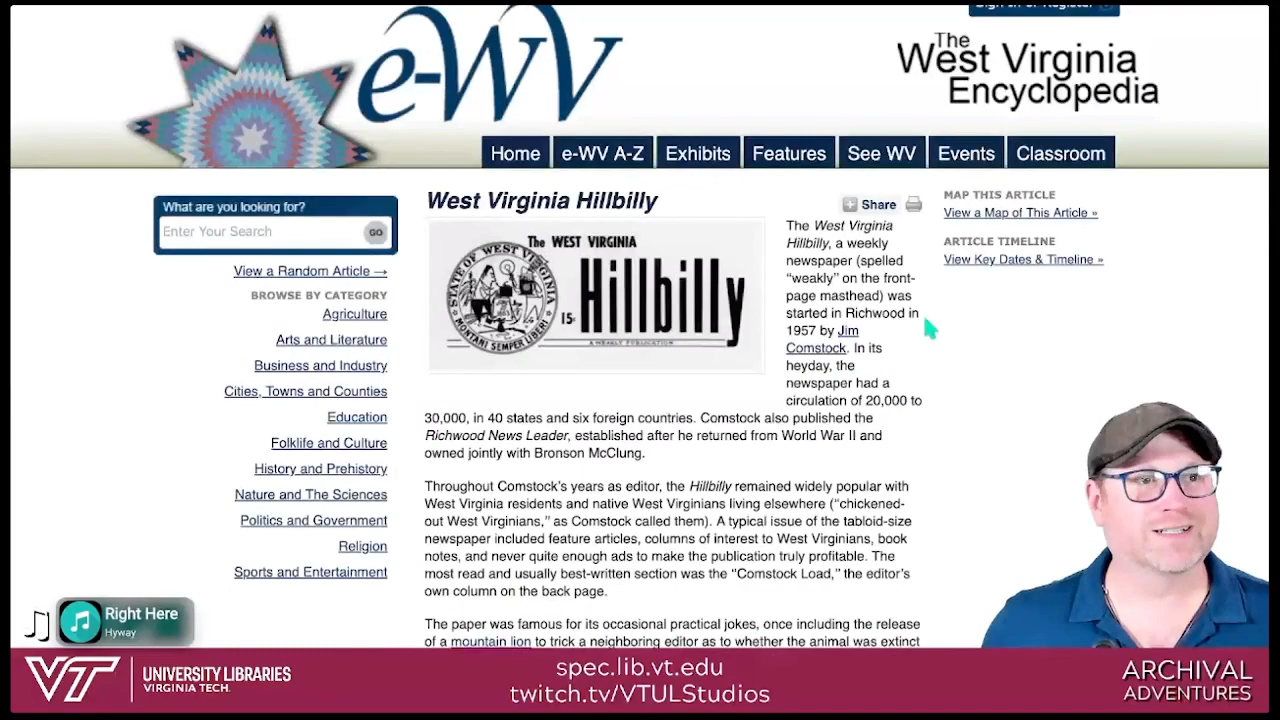 Sign in or Register
e-WV
The
West Virginia
Encyclopedia
Home e-WV A-Z Exhibits Features See WV Events Classroom
What are you looking for?
Enter Your Search GO
View a Random Article →
BROWSE BY CATEGORY
Agriculture
Arts and Literature
Business and Industry
Cities, Towns and Counties
Education
Folklife and Culture
History and Prehistory
Nature and The Sciences
Politics and Government
Religion
Sports and Entertainment
West Virginia Hillbilly
Share
The WEST VIRGINIA
Hillbilly
STATE OF WEST VIRGINIA
MONTANI SEMPER LIBERI
15¢
A WEAKLY PUBLICATION
The West Virginia
Hillbilly, a weekly
newspaper (spelled
“weakly” on the front-
page masthead) was
started in Richwood in
1957 by Jim
Comstock. In its
heyday, the
newspaper had a
circulation of 20,000 to
30,000, in 40 states and six foreign countries. Comstock also published the
Richwood News Leader, established after he returned from World War II and
owned jointly with Bronson McClung.
Throughout Comstock’s years as editor, the Hillbilly remained widely popular with
West Virginia residents and native West Virginians living elsewhere (“chickened-
out West Virginians,” as Comstock called them). A typical issue of the tabloid-size
newspaper included feature articles, columns of interest to West Virginians, book
notes, and never quite enough ads to make the publication truly profitable. The
most read and usually best-written section was the “Comstock Load,” the editor’s
own column on the back page.
The paper was famous for its occasional practical jokes, once including the release
of a mountain lion to trick a neighboring editor as to whether the animal was extinct
MAP THIS ARTICLE
View a Map of This Article »
ARTICLE TIMELINE
View Key Dates & Timeline »
Right Here
Hyway
VT
UNIVERSITY LIBRARIES
VIRGINIA TECH.
spec.lib.vt.edu
twitch.tv/VTULStudios
ARCHIVAL
ADVENTURES